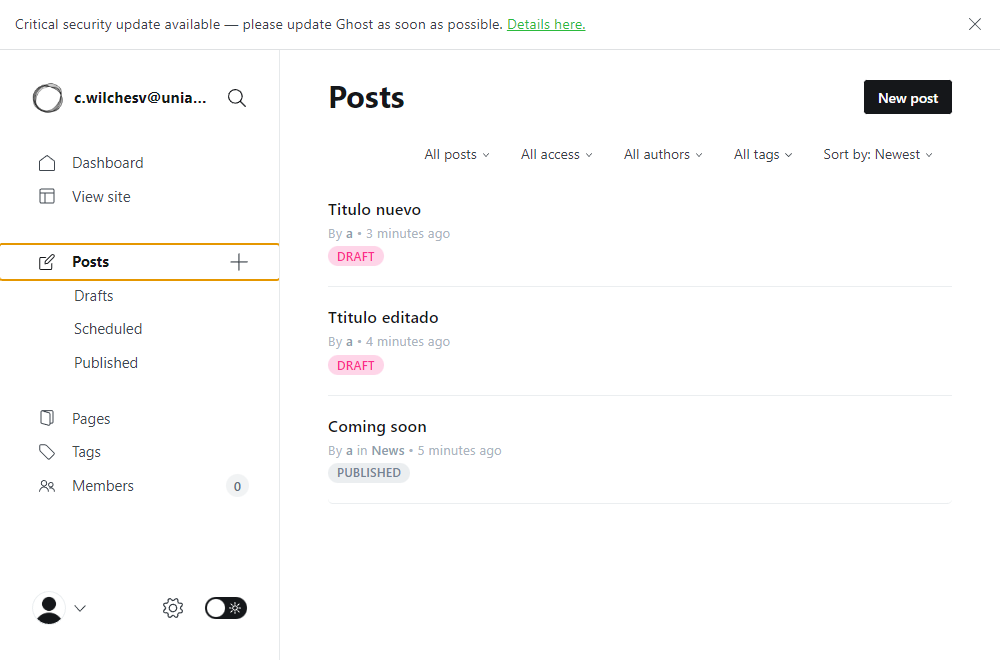 Critical security update available — please update Ghost as soon as possible. Details here.
c.wilchesv@unia...
Dashboard
View site
Posts
Drafts
Scheduled
Published
Pages
Tags
Members 0
Posts
New post
All posts All access All authors All tags Sort by: Newest
Titulo nuevo
By a • 3 minutes ago
DRAFT
Ttitulo editado
By a • 4 minutes ago
DRAFT
Coming soon
By a in News • 5 minutes ago
PUBLISHED